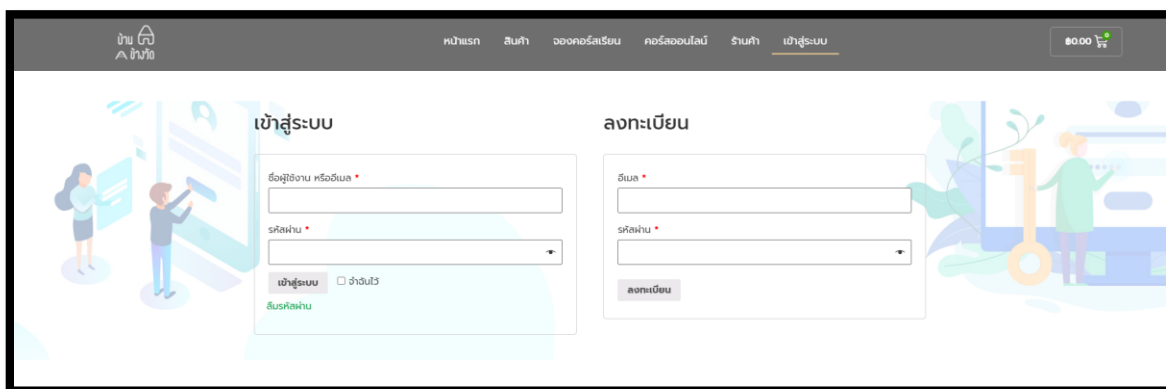 บ้าน
ข้างวัด
หน้าแรก สินค้า จองคอร์สเรียน คอร์สออนไลน์ ร้านค้า เข้าสู่ระบบ
฿0.00 0
เข้าสู่ระบบ
ชื่อผู้ใช้งาน หรืออีเมล *
รหัสผ่าน *
เข้าสู่ระบบ จำฉันไว้
ลืมรหัสผ่าน
ลงทะเบียน
อีเมล *
รหัสผ่าน *
ลงทะเบียน